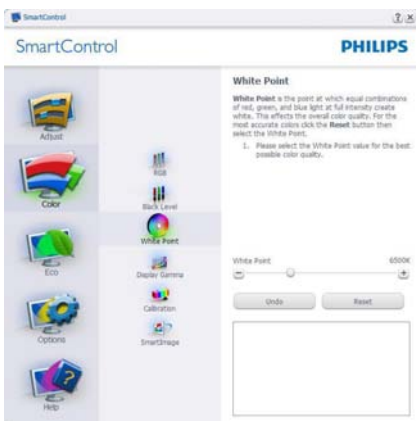 SmartControl
SmartControl
PHILIPS
Adjust
Color
Eco
Options
Help
RGB
Black Level
White Point
Display Gamma
Calibration
SmartImage
White Point
White Point is the point at which equal combinations
of red, green, and blue light at full intensity create
white. This effects the overall color quality. For the
most accurate colors click the Reset button then
select the White Point.
1. Please select the White Point value for the best
possible color quality.
White Point 6500K
Undo Reset